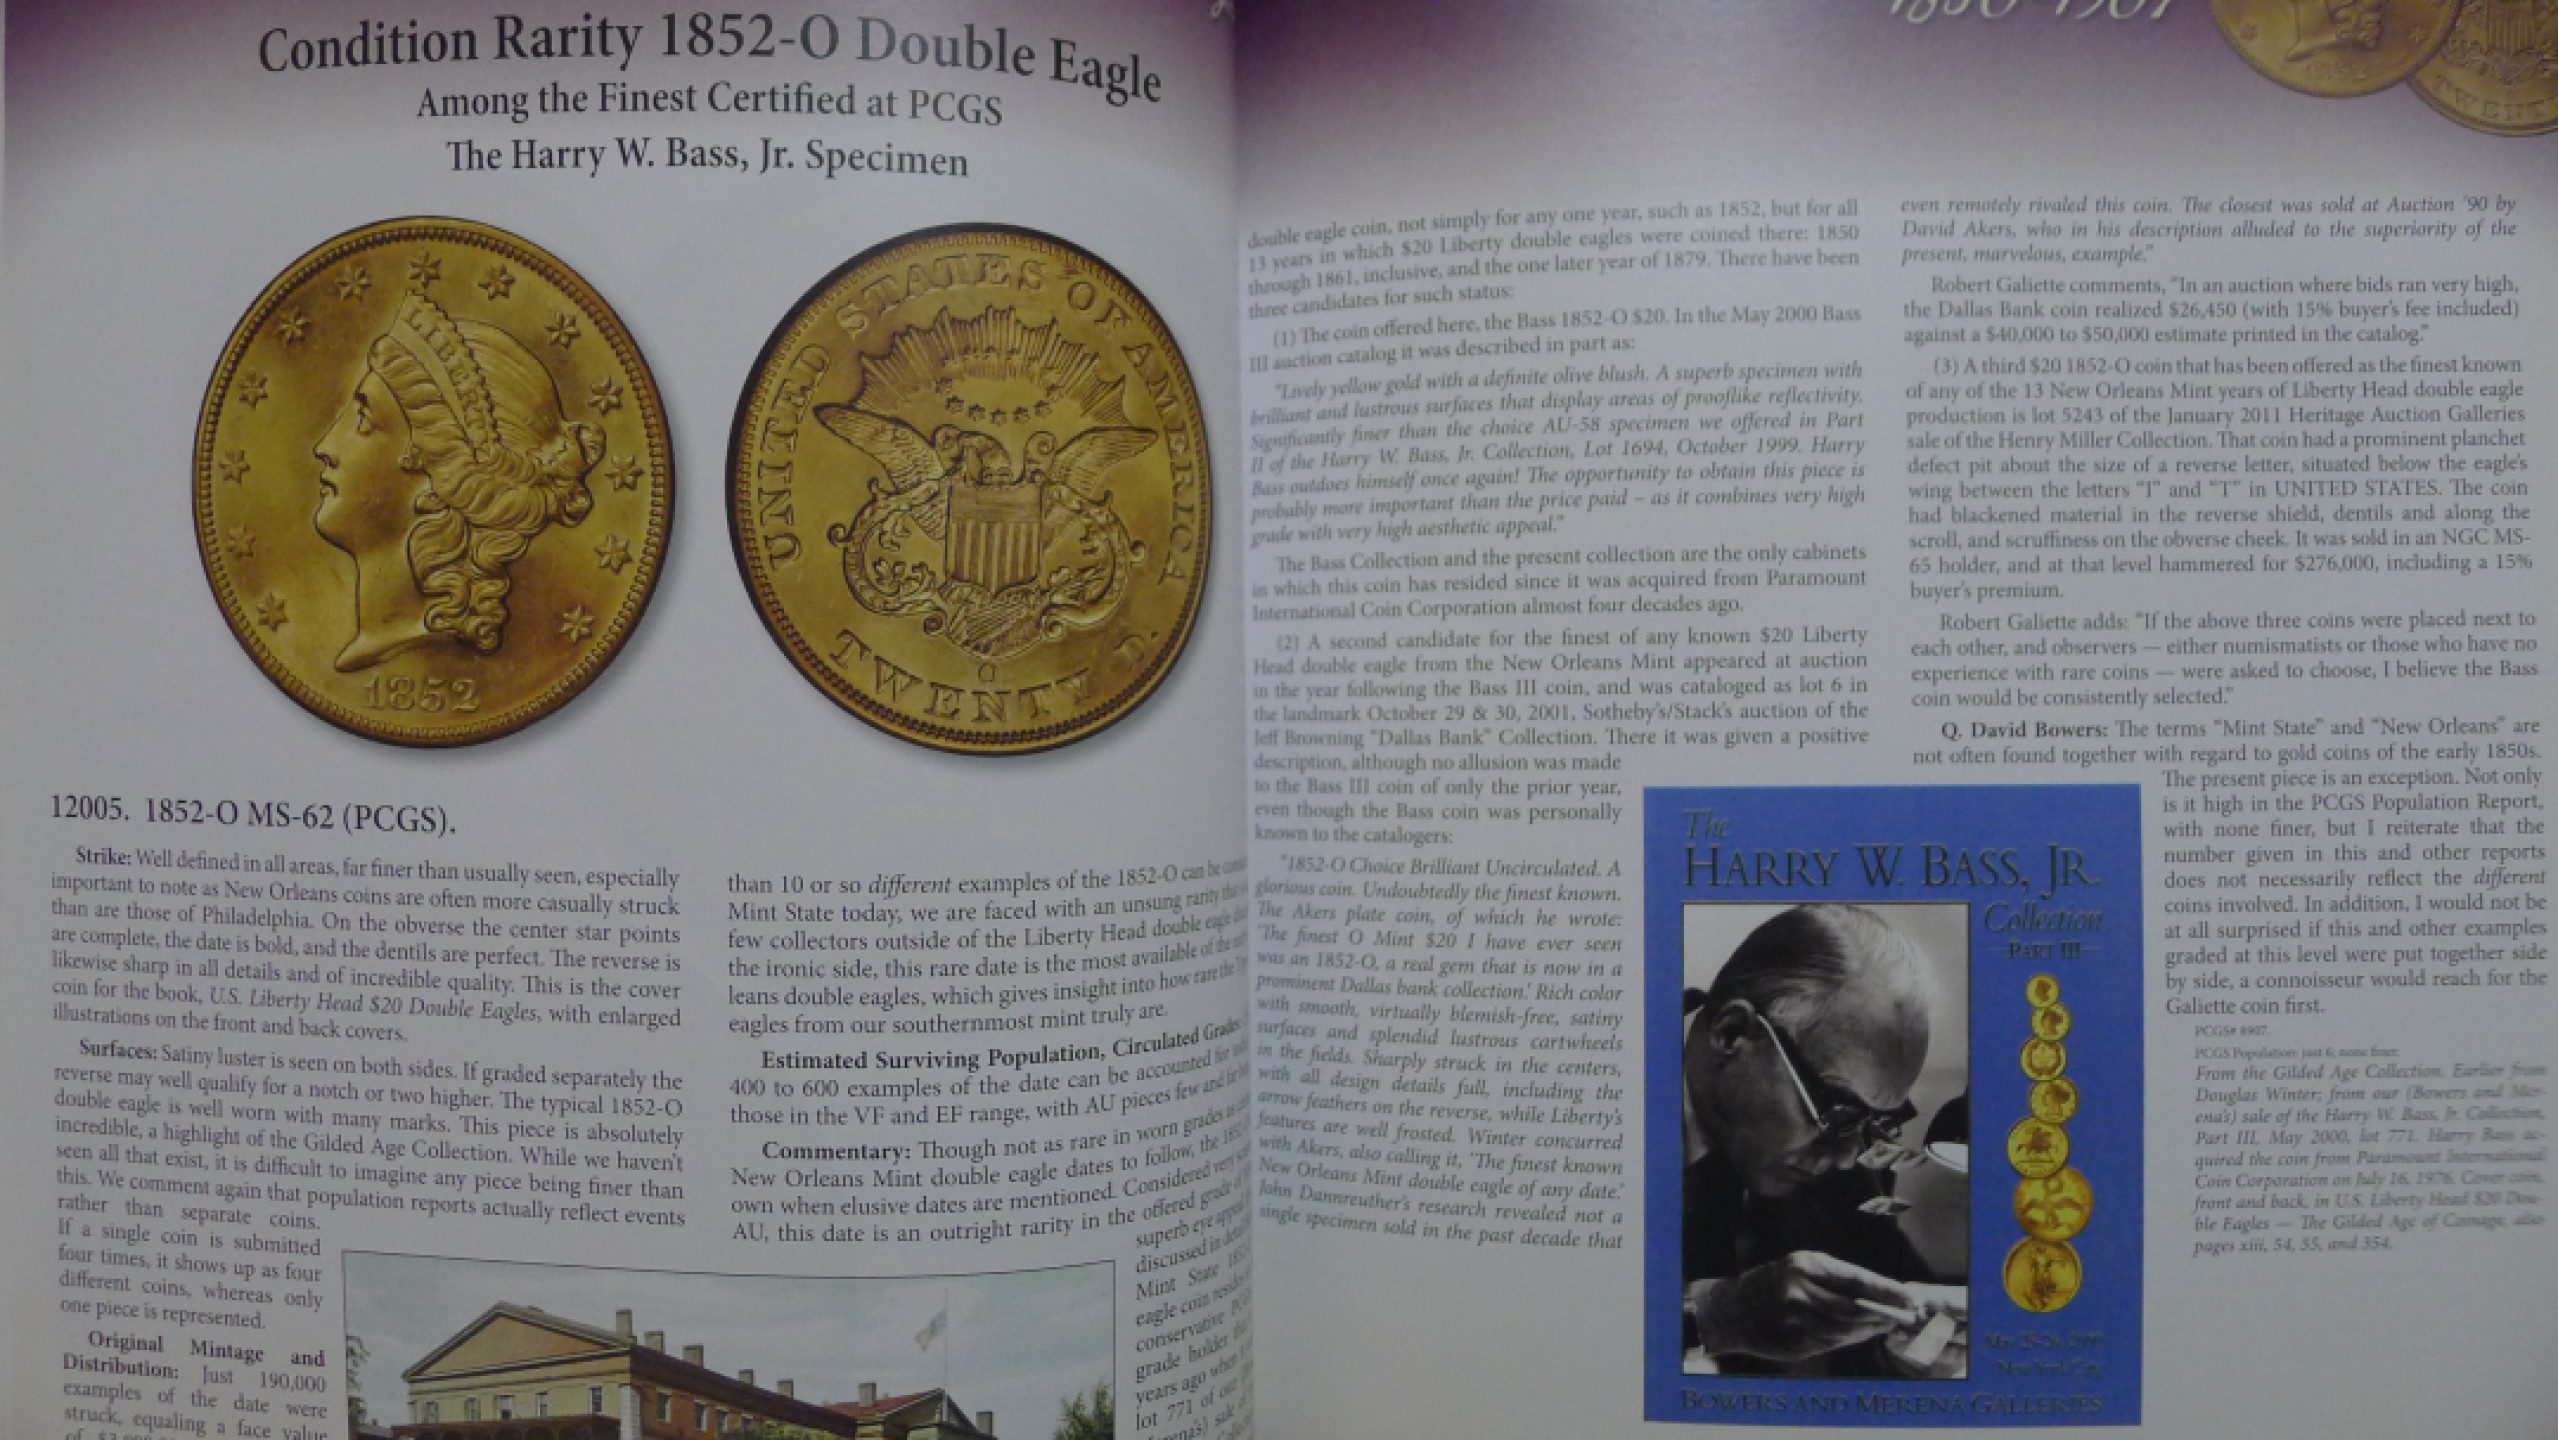 Condition Rarity 1852-O Double Eagle
Among the Finest Certified at PCGS
The Harry W. Bass, Jr. Specimen
LIBERTY
1852
UNITED STATES OF AMERICA
O
TWENTY D.
12005. 1852-O MS-62 (PCGS).
Strike: Well defined in all areas, far finer than usually seen, especially
important to note as New Orleans coins are often more casually struck
than are those of Philadelphia. On the obverse the center star points
are complete, the date is bold, and the dentils are perfect. The reverse is
likewise sharp in all details and of incredible quality. This is the cover
coin for the book, U.S. Liberty Head $20 Double Eagles, with enlarged
illustrations on the front and back covers.
Surfaces: Satiny luster is seen on both sides. If graded separately the
reverse may well qualify for a notch or two higher. The typical 1852-O
double eagle is well worn with many marks. This piece is absolutely
incredible, a highlight of the Gilded Age Collection. While we haven't
seen all that exist, it is difficult to imagine any piece being finer than
this. We comment again that population reports actually reflect events
rather than separate coins.
If a single coin is submitted
four times, it shows up as four
different coins, whereas only
one piece is represented.
Original Mintage and
Distribution: Just 190,000
examples of the date were
struck, equaling a face value
than 10 or so different examples of the 1852-O can be
Mint State today, we are faced with an unsung rarity
few collectors outside of the Liberty Head double eagle
the ironic side, this rare date is the most available of the
leans double eagles, which gives insight into how rare the
eagles from our southernmost mint truly are.
Estimated Surviving Population, Circulated Grades:
400 to 600 examples of the date can be accounted for
those in the VF and EF range, with AU pieces few and far
Commentary: Though not as rare in worn grades as
New Orleans Mint double eagle dates to follow, the
own when elusive dates are mentioned. Considered very
AU, this date is an outright rarity in the offered grade of
superb eye appeal
discussed in
Mint State
eagle coin resides
conservative
grade holder
years ago when
lot 771 of our
sale
1850-1907
1852
double eagle coin, not simply for any one year, such as 1852, but for all
13 years in which $20 Liberty double eagles were coined there: 1850
through 1861, inclusive, and the one later year of 1879. There have been
three candidates for such status:
(1) The coin offered here, the Bass 1852-O $20. In the May 2000 Bass
III auction catalog it was described in part as:
"Lively yellow gold with a definite olive blush. A superb specimen with
brilliant and lustrous surfaces that display areas of prooflike reflectivity.
Significantly finer than the choice AU-58 specimen we offered in Part
II of the Harry W. Bass, Jr. Collection, Lot 1694, October 1999. Harry
Bass outdoes himself once again! The opportunity to obtain this piece is
probably more important than the price paid – as it combines very high
grade with very high aesthetic appeal."
The Bass Collection and the present collection are the only cabinets
in which this coin has resided since it was acquired from Paramount
International Coin Corporation almost four decades ago.
(2) A second candidate for the finest of any known $20 Liberty
Head double eagle from the New Orleans Mint appeared at auction
in the year following the Bass III coin, and was cataloged as lot 6 in
the landmark October 29 & 30, 2001, Sotheby's/Stack's auction of the
Jeff Browning "Dallas Bank" Collection. There it was given a positive
description, although no allusion was made
to the Bass III coin of only the prior year,
even though the Bass coin was personally
known to the catalogers:
"1852-O Choice Brilliant Uncirculated. A
glorious coin. Undoubtedly the finest known.
The Akers plate coin, of which he wrote:
'The finest O Mint $20 I have ever seen
was an 1852-O, a real gem that is now in a
prominent Dallas bank collection.' Rich color
with smooth, virtually blemish-free, satiny
surfaces and splendid lustrous cartwheels
in the fields. Sharply struck in the centers,
with all design details full, including the
arrow feathers on the reverse, while Liberty's
features are well frosted. Winter concurred
with Akers, also calling it, 'The finest known
New Orleans Mint double eagle of any date.'
John Dannreuther's research revealed not a
single specimen sold in the past decade that
even remotely rivaled this coin. The closest was sold at Auction '90 by
David Akers, who in his description alluded to the superiority of the
present, marvelous, example."
Robert Galiette comments, "In an auction where bids ran very high,
the Dallas Bank coin realized $26,450 (with 15% buyer's fee included)
against a $40,000 to $50,000 estimate printed in the catalog."
(3) A third $20 1852-O coin that has been offered as the finest known
of any of the 13 New Orleans Mint years of Liberty Head double eagle
production is lot 5243 of the January 2011 Heritage Auction Galleries
sale of the Henry Miller Collection. That coin had a prominent planchet
defect pit about the size of a reverse letter, situated below the eagle's
wing between the letters "I" and "T" in UNITED STATES. The coin
had blackened material in the reverse shield, dentils and along the
scroll, and scruffiness on the obverse cheek. It was sold in an NGC MS-
65 holder, and at that level hammered for $276,000, including a 15%
buyer's premium.
Robert Galiette adds: "If the above three coins were placed next to
each other, and observers — either numismatists or those who have no
experience with rare coins — were asked to choose, I believe the Bass
coin would be consistently selected."
Q. David Bowers: The terms "Mint State" and "New Orleans" are
not often found together with regard to gold coins of the early 1850s.
The present piece is an exception. Not only
is it high in the PCGS Population Report,
with none finer, but I reiterate that the
number given in this and other reports
does not necessarily reflect the different
coins involved. In addition, I would not be
at all surprised if this and other examples
graded at this level were put together side
by side, a connoisseur would reach for the
Galiette coin first.
PCGS# 8907.
PCGS Population: just 6; none finer.
From the Gilded Age Collection. Earlier from
Douglas Winter; from our (Bowers and Mer-
ena's) sale of the Harry W. Bass, Jr. Collection,
Part III, May 2000, lot 771. Harry Bass ac-
quired the coin from Paramount International
Coin Corporation on July 16, 1976. Cover coin,
front and back, in U.S. Liberty Head $20 Dou-
ble Eagles — The Gilded Age of Coinage, also
pages xiii, 54, 55, and 354.
The
HARRY W. BASS, JR.
Collection
PART III
New York City
BOWERS AND MERENA GALLERIES